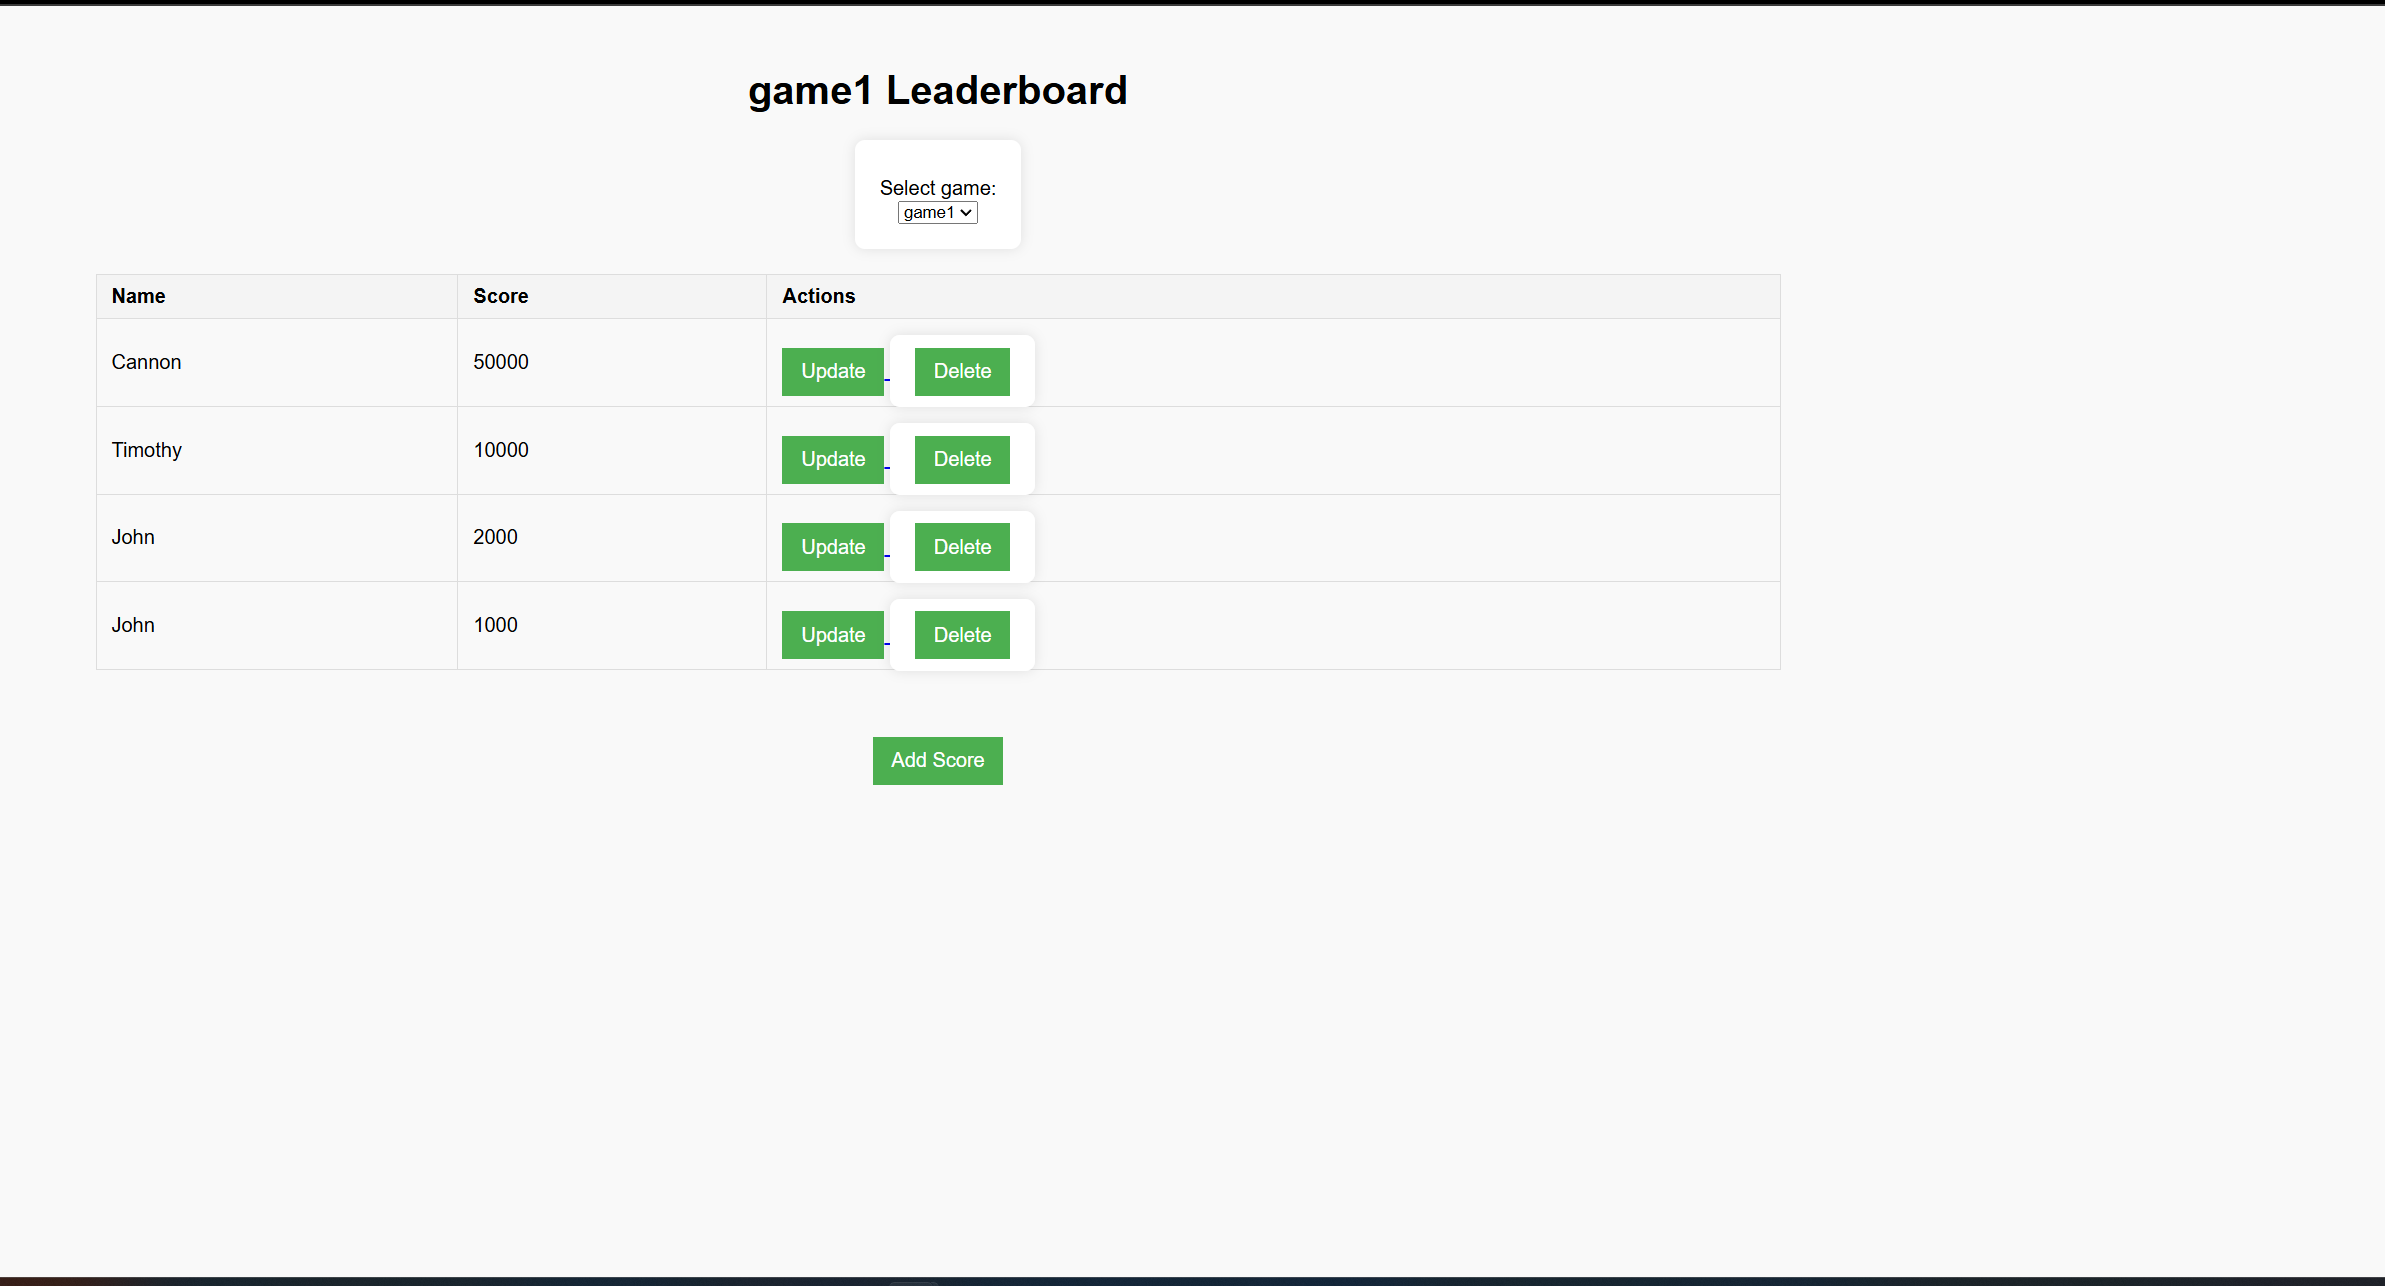 game1 Leaderboard
Select game:
game1
Name Score Actions
Cannon 50000 Update Delete
Timothy 10000 Update Delete
John 2000 Update Delete
John 1000 Update Delete
Add Score